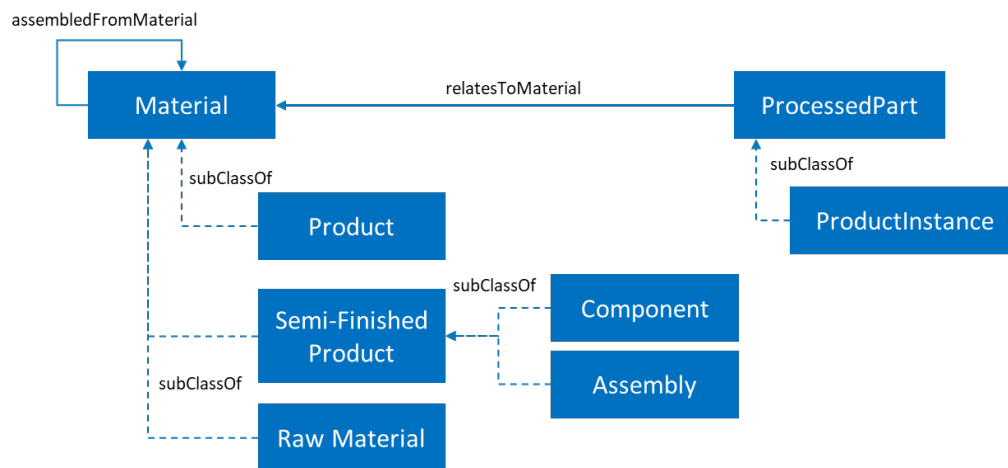 assembledFromMaterial
Material
relatesToMaterial
ProcessedPart
subClassOf
subClassOf
Product
ProductInstance
subClassOf
Component
Semi-Finished
Product
subClassOf
Assembly
Raw Material